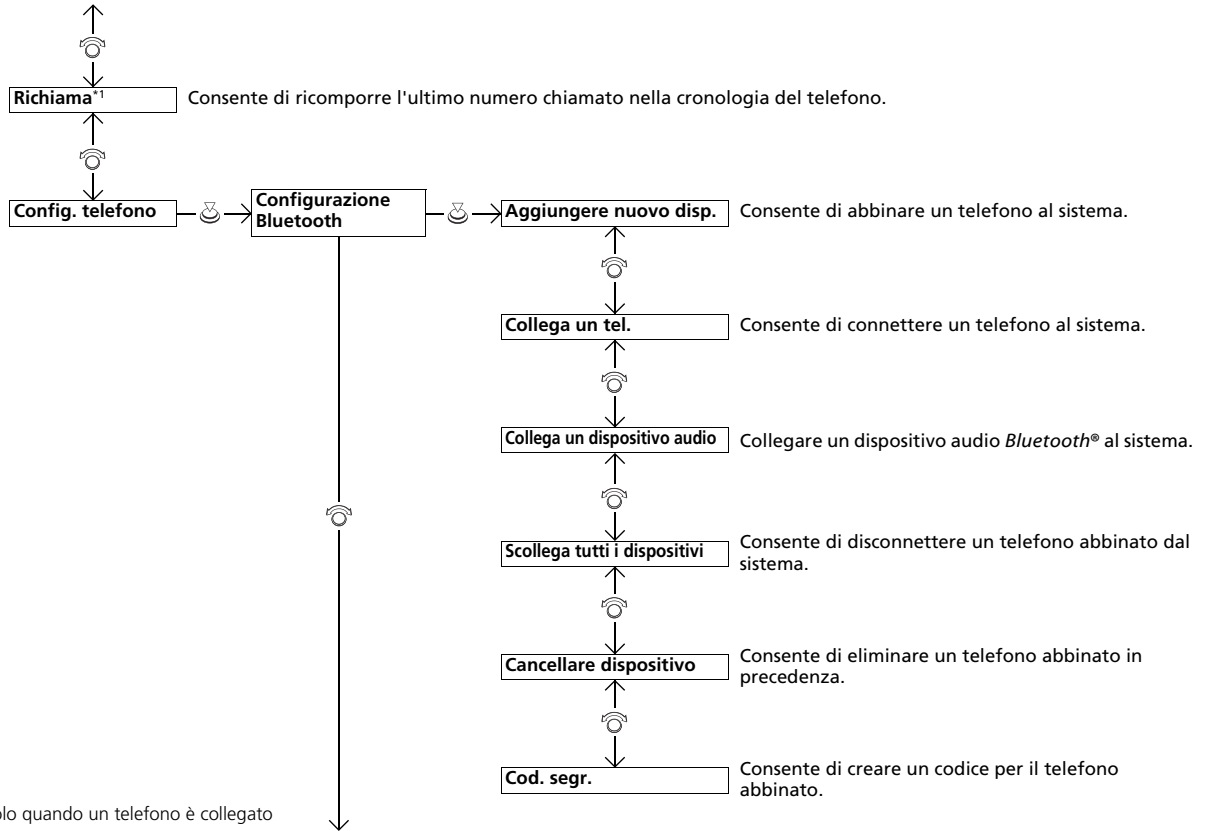 Richiama*1
Consente di ricomporre l'ultimo numero chiamato nella cronologia del telefono.
Config. telefono
Configurazione
Bluetooth
Aggiungere nuovo disp.
Consente di abbinare un telefono al sistema.
Collega un tel.
Consente di connettere un telefono al sistema.
Collega un dispositivo audio
Collegare un dispositivo audio Bluetooth® al sistema.
Scollega tutti i dispositivi
Consente di disconnettere un telefono abbinato dal
sistema.
Cancellare dispositivo
Consente di eliminare un telefono abbinato in
precedenza.
Cod. segr.
Consente di creare un codice per il telefono
abbinato.
quando un telefono è collegato